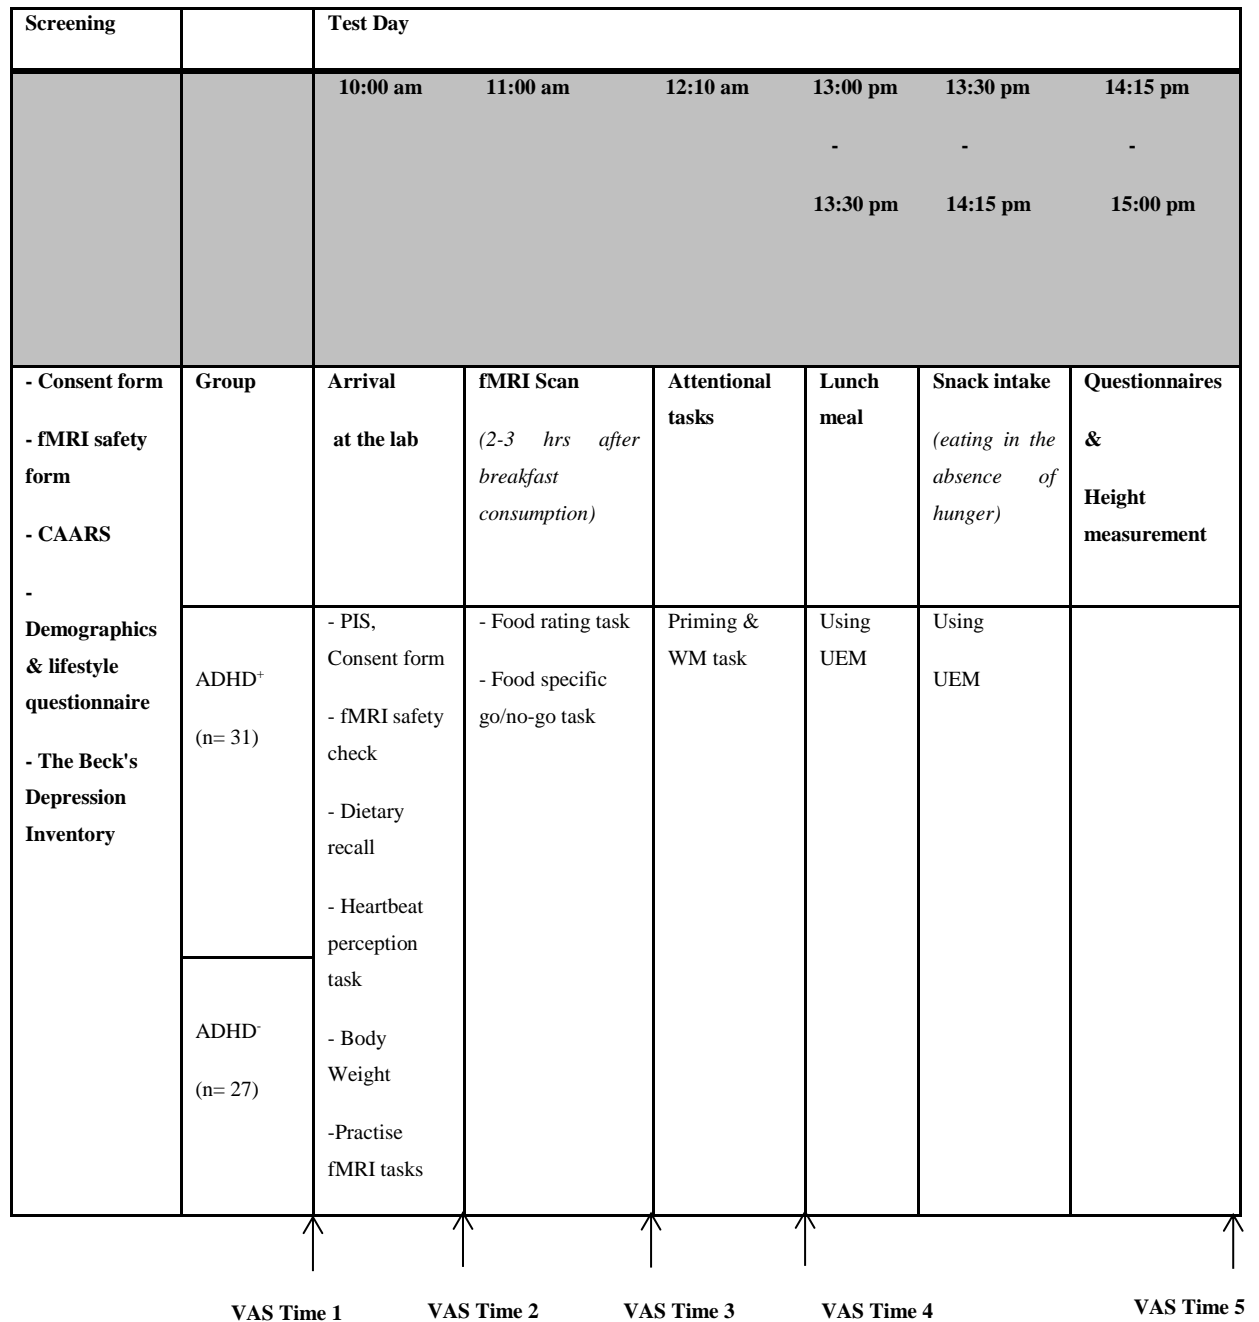 Screening
Test Day
10:00 am
11:00 am
12:10 am
13:00 pm
-
13:30 pm
13:30 pm
-
14:15 pm
14:15 pm
-
15:00 pm
- Consent form
- fMRI safety
form
- CAARS
-
Demographics
& lifestyle
questionnaire
- The Beck's
Depression
Inventory
Group
Arrival
at the lab
fMRI Scan
(2-3 hrs after
breakfast
consumption)
Attentional
tasks
Lunch
meal
Snack intake
(eating in the
absence of
hunger)
Questionnaires
&
Height
measurement
ADHD+
(n= 31)
ADHD-
(n= 27)
- PIS,
Consent form
- fMRI safety
check
- Dietary
recall
- Heartbeat
perception
task
- Body
Weight
-Practise
fMRI tasks
- Food rating task
- Food specific
go/no-go task
Priming &
WM task
Using
UEM
Using
UEM
VAS Time 1
VAS Time 2
VAS Time 3
VAS Time 4
VAS Time 5